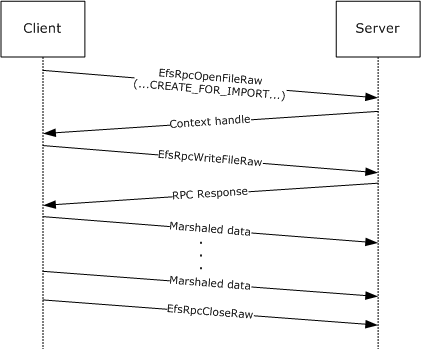 Client
Server
EfsRpcOpenFileRaw
(...CREATE_FOR_IMPORT...)
Context handle
EfsRpcWriteFileRaw
RPC Response
Marshaled data
.
.
.
Marshaled data
EfsRpcCloseRaw